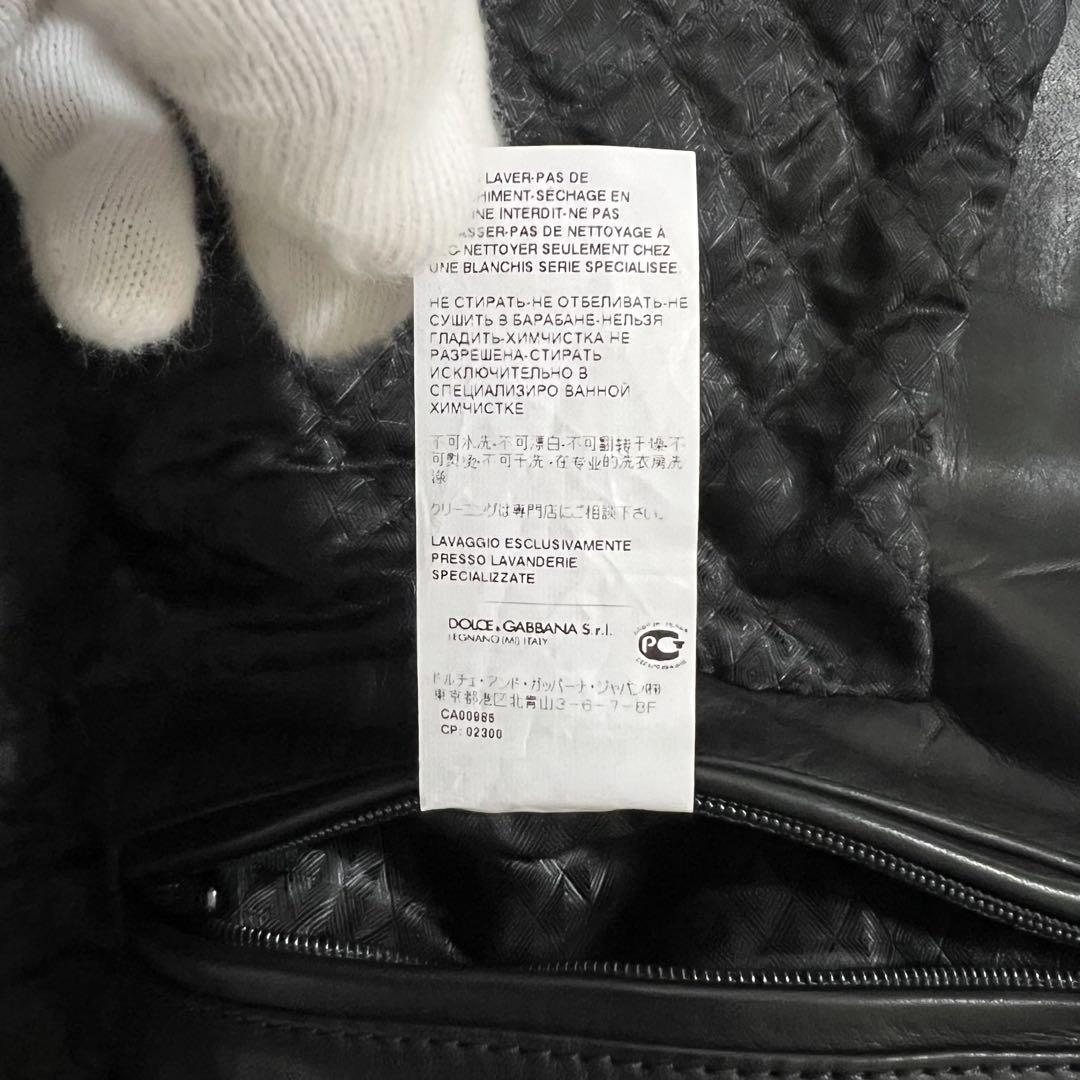 LAVER-PAS DE
HIMENT-SÉCHAGE EN
NE INTERDIT-NE PAS
ASSER-PAS DE NETTOYAGE À
C-NETTOYER SEULEMENT CHEZ
UNE BLANCHIS SERIE SPECIALISEE
НЕ СТИРАТЬ-НЕ ОТБЕЛИВАТЬ-НЕ
СУШИТЬ В БАРАБАНЕ-НЕЛЬЗЯ
ГЛАДИТЬ-ХИМЧИСТКА НЕ
РАЗРЕШЕНА-СТИРАТЬ
ИСКЛЮЧИТЕЛЬНО В
СПЕЦИАЛИЗИРО ВАННОЙ
ХИМЧИСТКЕ
不可水洗-不可漂白-不可翻转干燥-不
可熨烫-不可干洗-在专业的洗衣房洗
涤
クリーニングは専門店にご相談下さい。
LAVAGGIO ESCLUSIVAMENTE
PRESSO LAVANDERIE
SPECIALIZZATE
DOLCE & GABBANA S.r.l.
LEGNANO (MI) ITALY
РСТ
ドルチェ・アンド・ガッバーナ・ジャパン㈱
東京都港区北青山3-6-7-8F
CA00985
CP: 02300